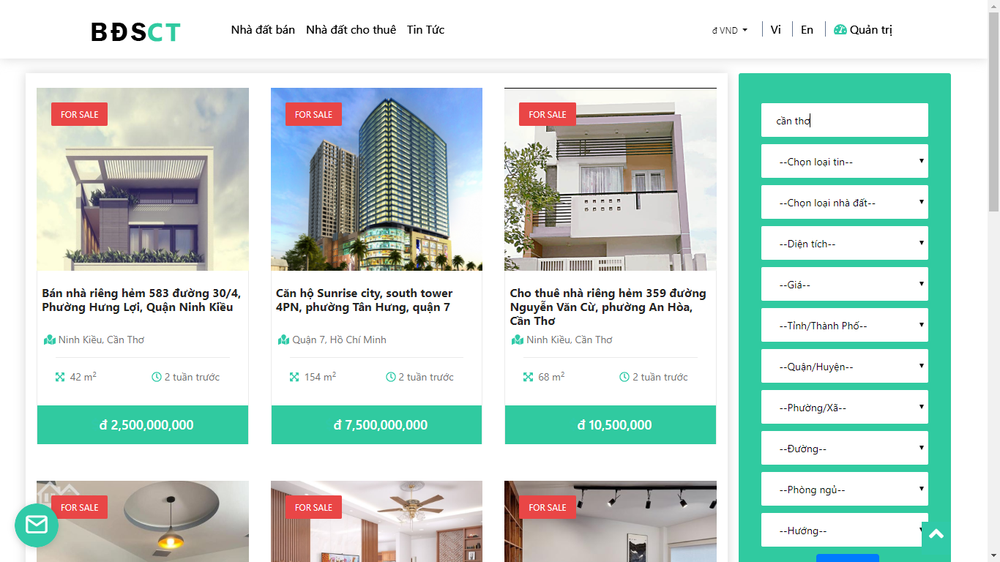 BĐSCT
Nhà đất bán Nhà đất cho thuê Tin Tức
đ VND Vi En Quản trị
FOR SALE
Bán nhà riêng hẻm 583 đường 30/4,
Phường Hưng Lợi, Quận Ninh Kiều
Ninh Kiều, Cần Thơ
42 m² 2 tuần trước
đ 2,500,000,000
FOR SALE
Căn hộ Sunrise city, south tower
4PN, phường Tân Hưng, quận 7
Quận 7, Hồ Chí Minh
154 m² 2 tuần trước
đ 7,500,000,000
FOR SALE
Cho thuê nhà riêng hẻm 359 đường
Nguyễn Văn Cừ, phường An Hòa,
Cần Thơ
Ninh Kiều, Cần Thơ
68 m² 2 tuần trước
đ 10,500,000
FOR SALE
FOR SALE
FOR SALE
cần thơ
--Chọn loại tin--
--Chọn loại nhà đất--
--Diện tích--
--Giá--
--Tỉnh/Thành Phố--
--Quận/Huyện--
--Phường/Xã--
--Đường--
--Phòng ngủ--
--Hướng--